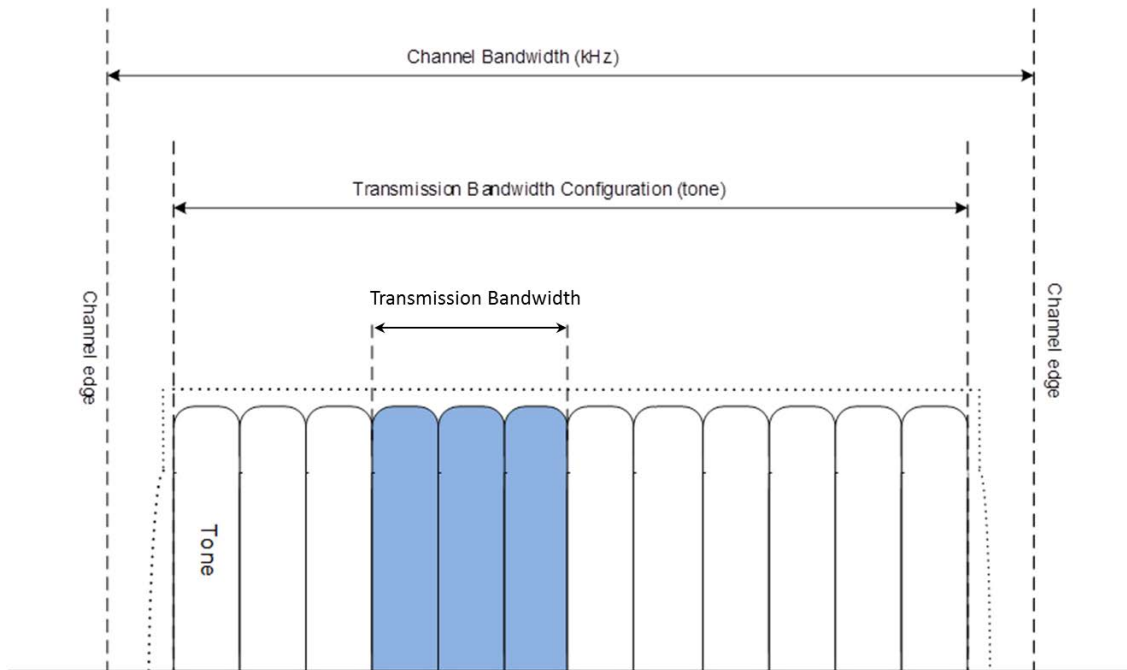 Channel Bandwidth (kHz)
Transmission Bandwidth Configuration (tone)
Transmission Bandwidth
Channel edge
Channel edge
Tone